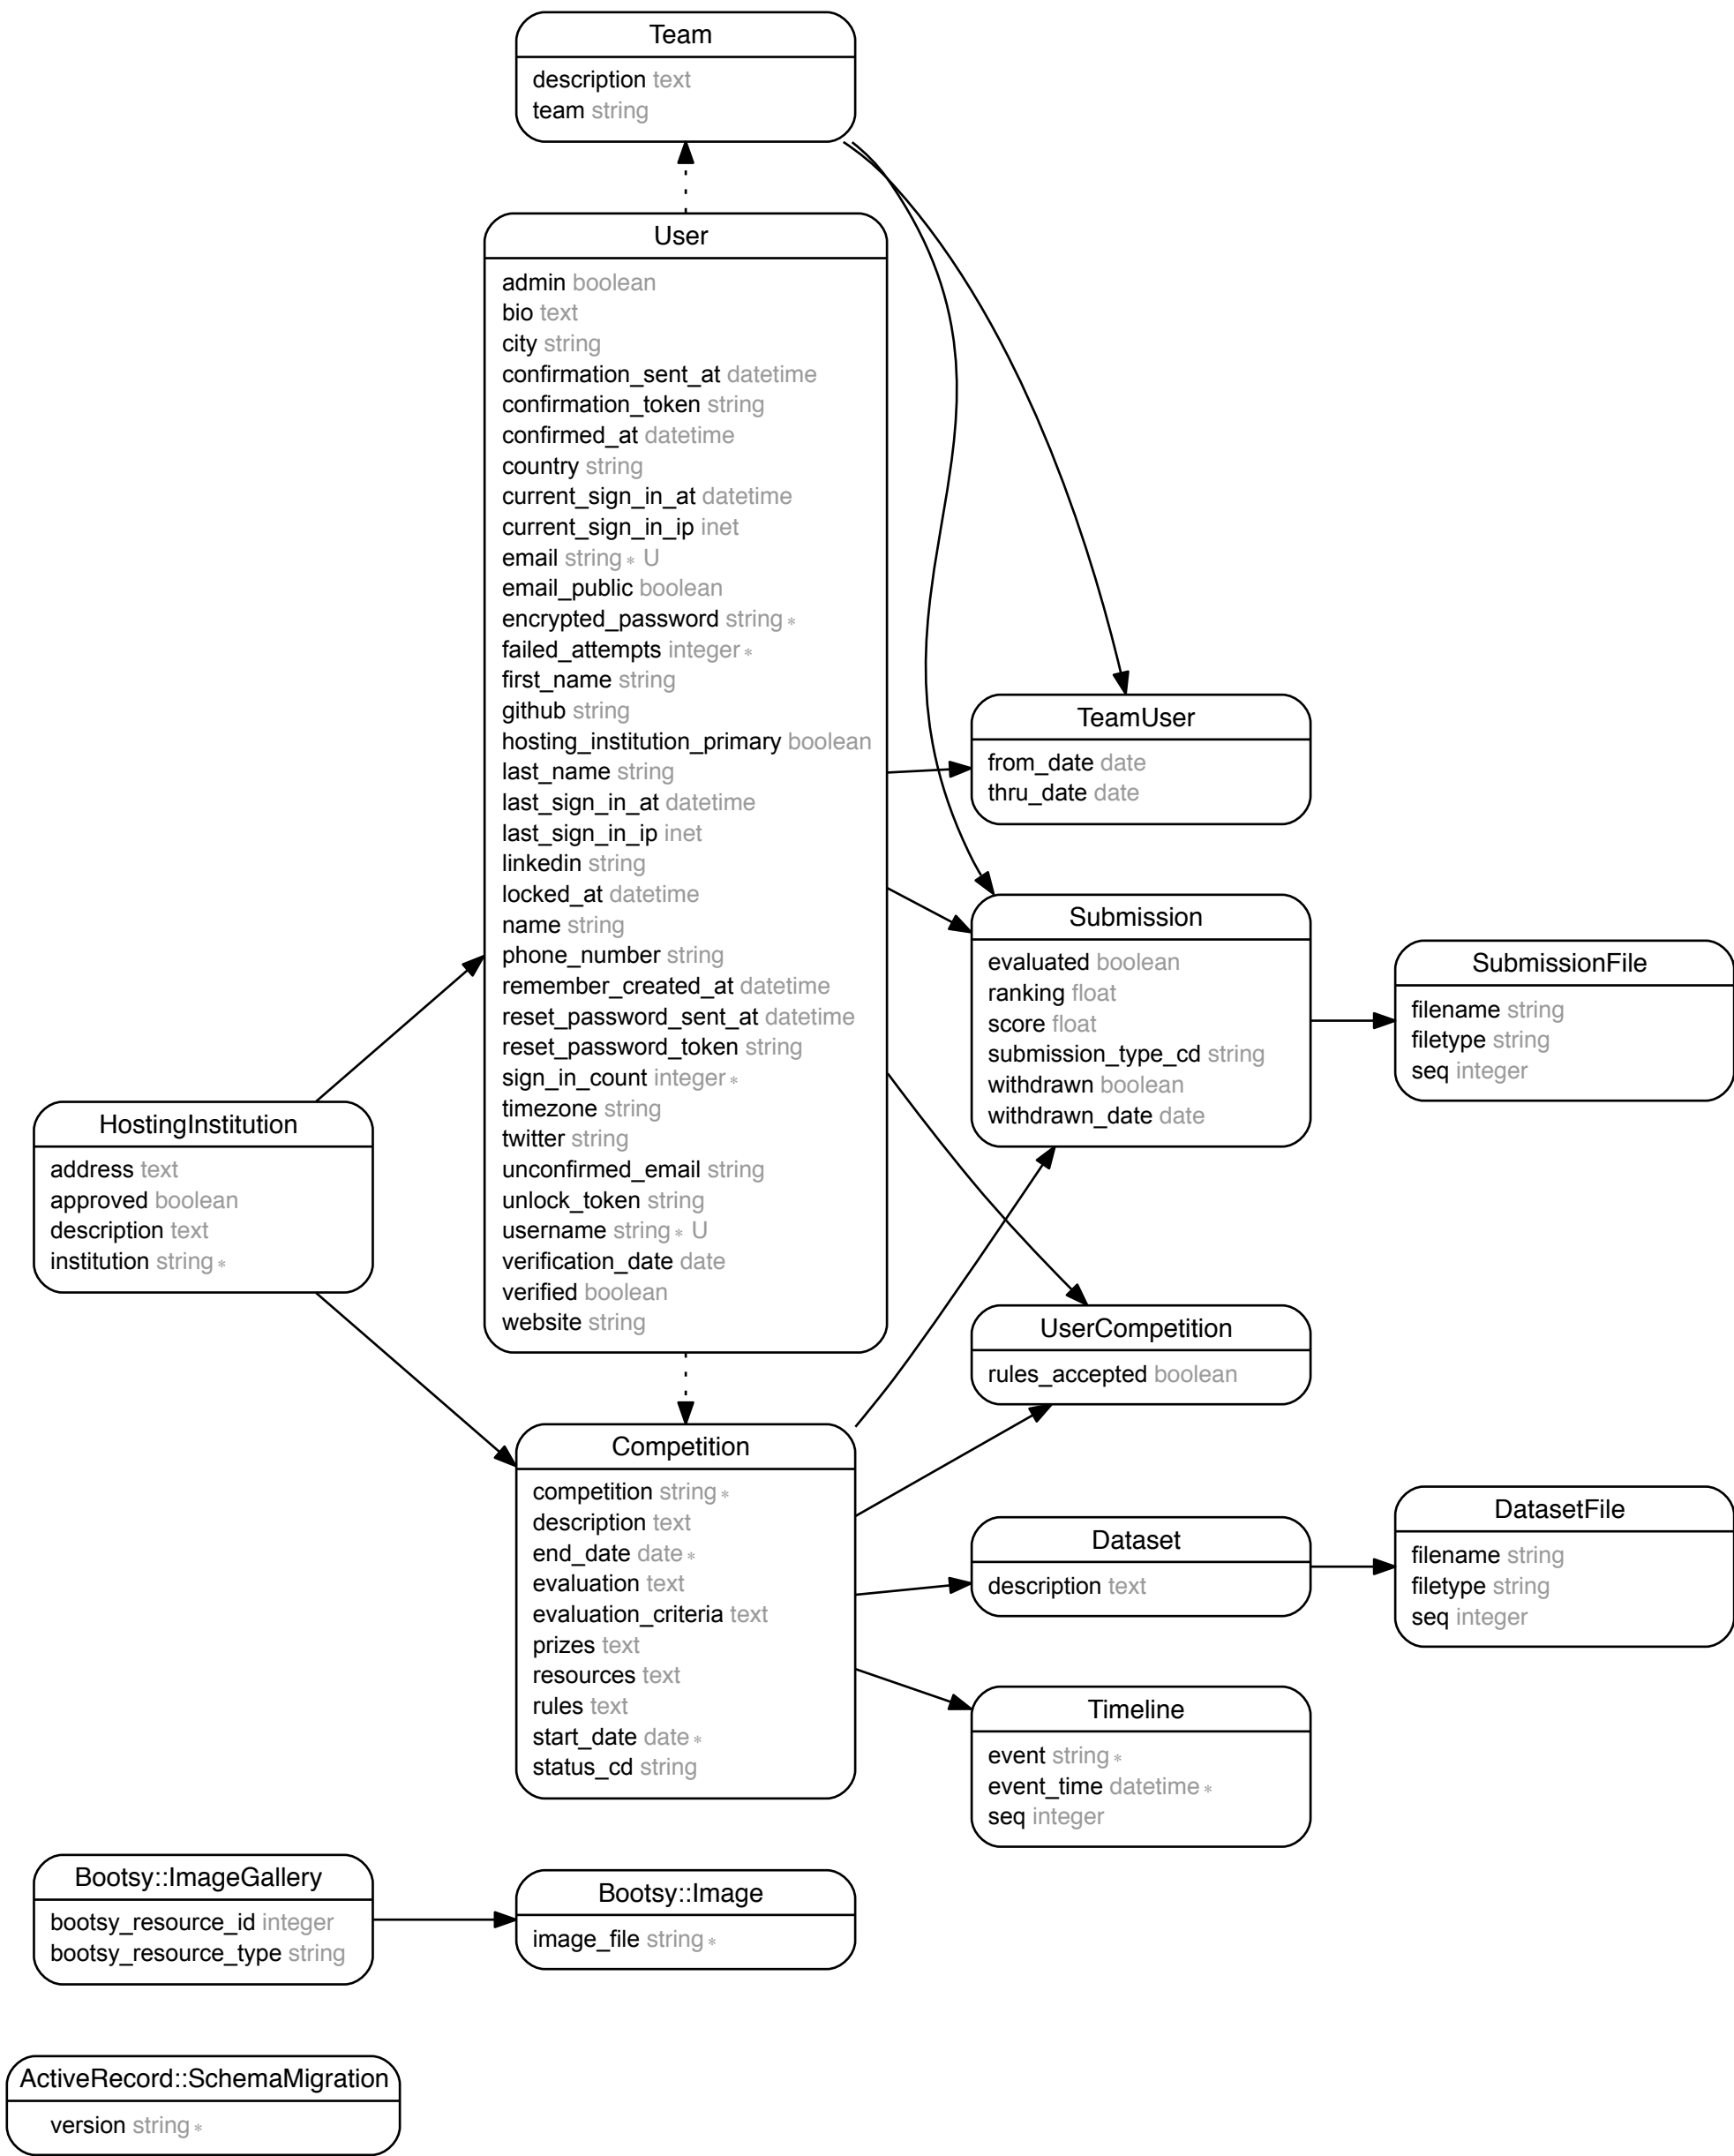 Team
description text
team string
User
admin boolean
bio text
city string
confirmation_sent_at datetime
confirmation_token string
confirmed_at datetime
country string
current_sign_in_at datetime
current_sign_in_ip inet
email string * U
email_public boolean
encrypted_password string *
failed_attempts integer *
first_name string
github string
hosting_institution_primary boolean
last_name string
last_sign_in_at datetime
last_sign_in_ip inet
linkedin string
locked_at datetime
name string
phone_number string
remember_created_at datetime
reset_password_sent_at datetime
reset_password_token string
sign_in_count integer *
timezone string
twitter string
unconfirmed_email string
unlock_token string
username string * U
verification_date date
verified boolean
website string
TeamUser
from_date date
thru_date date
Submission
evaluated boolean
ranking float
score float
submission_type_cd string
withdrawn boolean
withdrawn_date date
SubmissionFile
filename string
filetype string
seq integer
HostingInstitution
address text
approved boolean
description text
institution string *
UserCompetition
rules_accepted boolean
Competition
competition string *
description text
end_date date *
evaluation text
evaluation_criteria text
prizes text
resources text
rules text
start_date date *
status_cd string
Dataset
description text
DatasetFile
filename string
filetype string
seq integer
Timeline
event string *
event_time datetime *
seq integer
Bootsy::ImageGallery
bootsy_resource_id integer
bootsy_resource_type string
Bootsy::Image
image_file string *
ActiveRecord::SchemaMigration
version string *